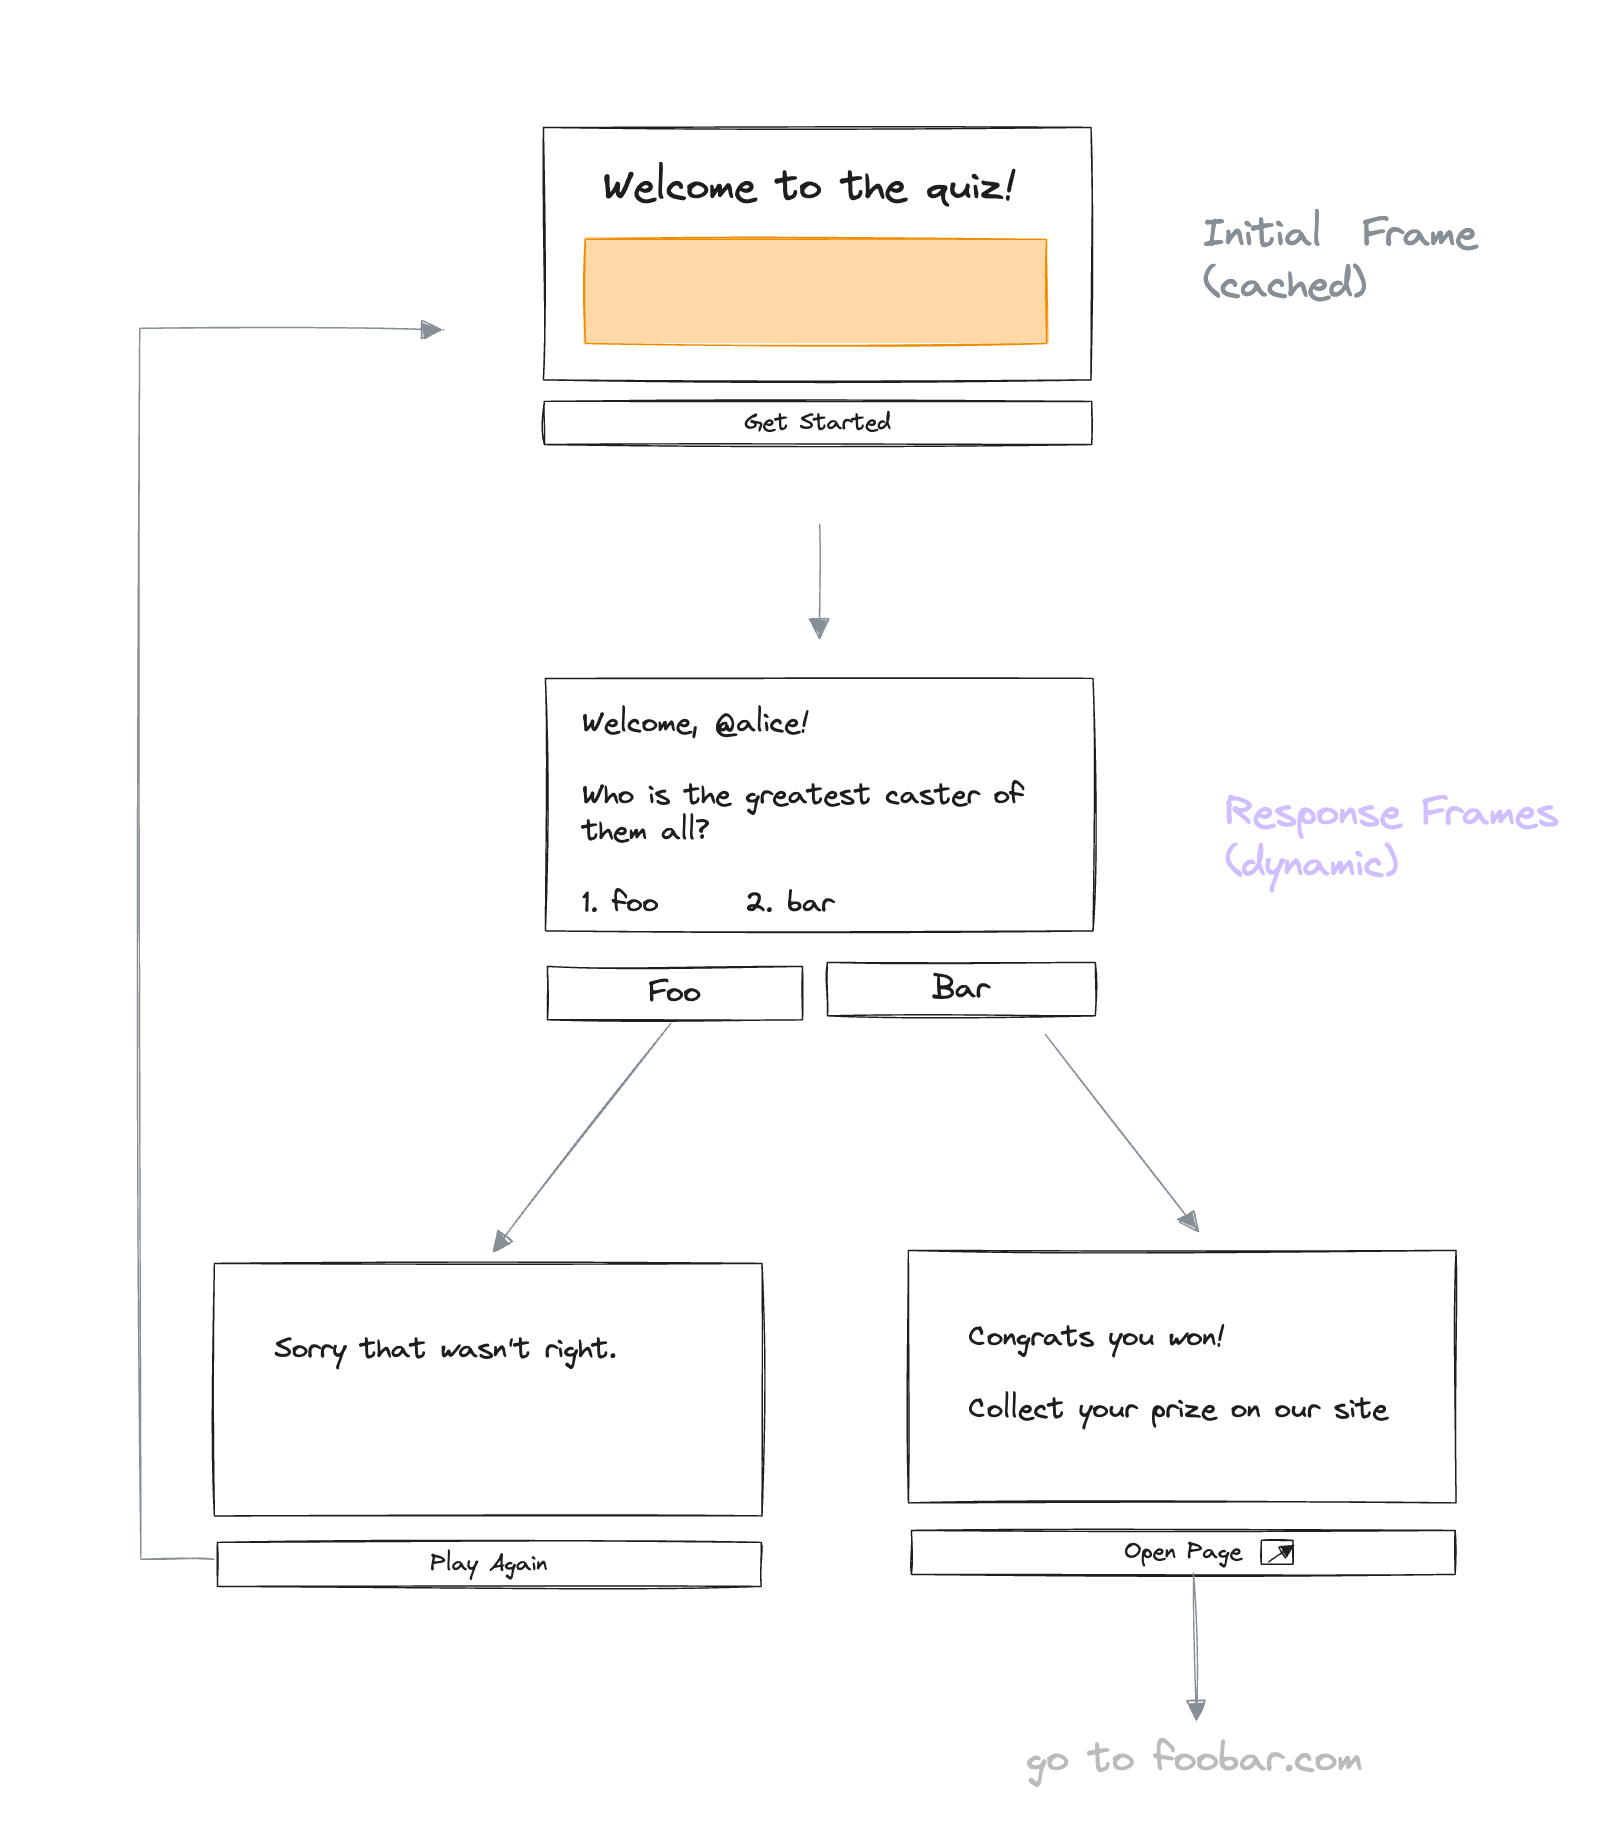 Welcome to the quiz!
Initial Frame
(cached)
Get Started
Welcome, @alice!
Who is the greatest caster of
them all?
1. foo 2. bar
Response Frames
(dynamic)
Foo
Bar
Sorry that wasn't right.
Play Again
Congrats you won!
Collect your prize on our site
Open Page
go to foobar.com